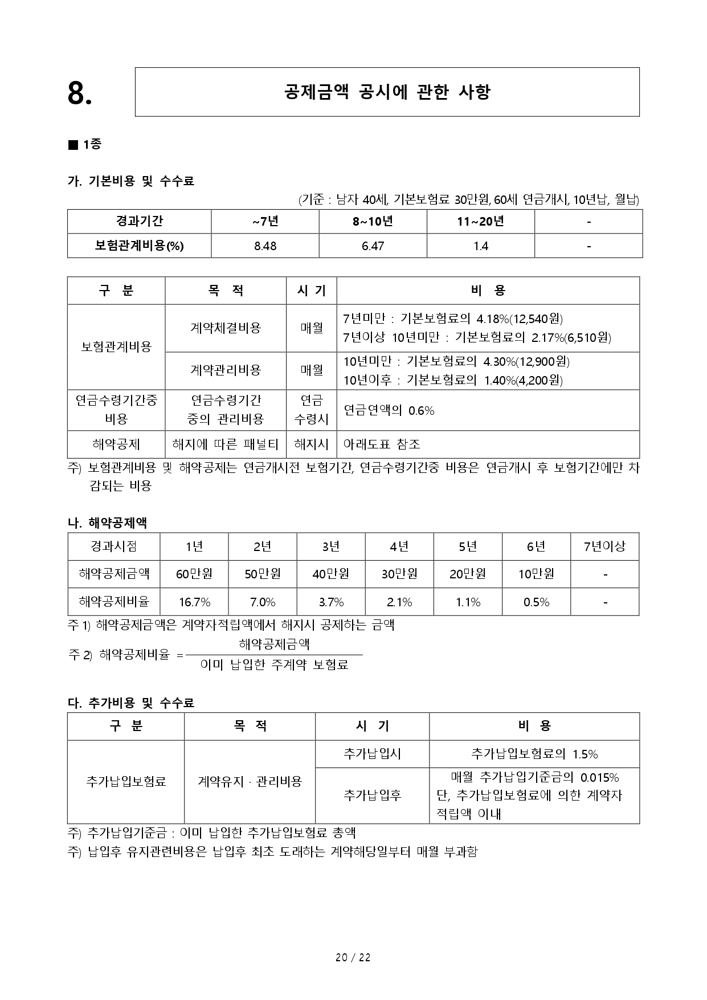 8.
공제금액 공시에 관한 사항
■ 1종
가. 기본비용 및 수수료
(기준 : 남자 40세, 기본보험료 30만원, 60세 연금개시, 10년납, 월납)
경과기간 ~7년 8~10년 11~20년 -
보험관계비용(%) 8.48 6.47 1.4 -
구 분 목 적 시 기 비 용
보험관계비용 계약체결비용 매월 7년미만 : 기본보험료의 4.18%(12,540원)
7년이상 10년미만 : 기본보험료의 2.17%(6,510원)
계약관리비용 매월 10년미만 : 기본보험료의 4.30%(12,900원)
10년이후 : 기본보험료의 1.40%(4,200원)
연금수령기간중
비용
연금수령기간
중의 관리비용
연금
수령시
연금연액의 0.6%
해약공제 해지에 따른 패널티 해지시 아래도표 참조
주) 보험관계비용 및 해약공제는 연금개시전 보험기간, 연금수령기간중 비용은 연금개시 후 보험기간에만 차
감되는 비용
나. 해약공제액
경과시점 1년 2년 3년 4년 5년 6년 7년이상
해약공제금액 60만원 50만원 40만원 30만원 20만원 10만원 -
해약공제비율 16.7% 7.0% 3.7% 2.1% 1.1% 0.5% -
주 1) 해약공제금액은 계약자적립액에서 해지시 공제하는 금액
주 2) 해약공제비율 =
해약공제금액
이미 납입한 주계약 보험료
다. 추가비용 및 수수료
구 분 목 적 시 기 비 용
추가납입보험료 계약유지 · 관리비용 추가납입시 추가납입보험료의 1.5%
추가납입후
매월 추가납입기준금의 0.015%
단, 추가납입보험료에 의한 계약자
적립액 이내
주) 추가납입기준금 : 이미 납입한 추가납입보험료 총액
주) 납입후 유지관련비용은 납입후 최초 도래하는 계약해당일부터 매월 부과함
20 / 22